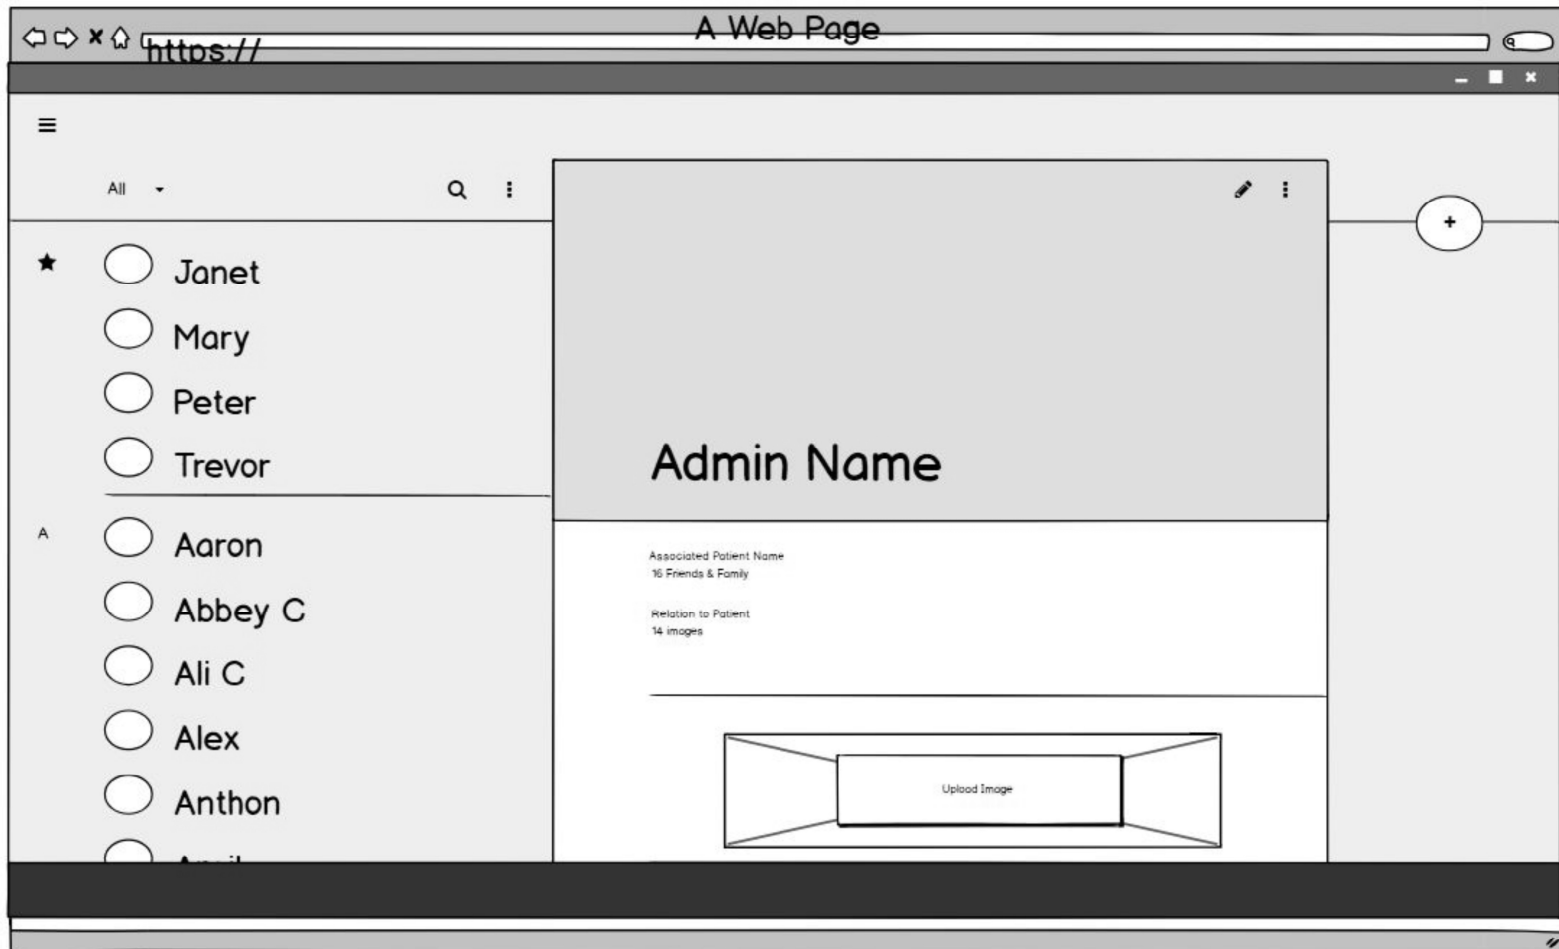 A Web Page
https://
All
Janet
Mary
Peter
Trevor
A
Aaron
Abbey C
Ali C
Alex
Anthon
Admin Name
Associated Patient Name
16 Friends & Family
Relation to Patient
14 images
Upload Image